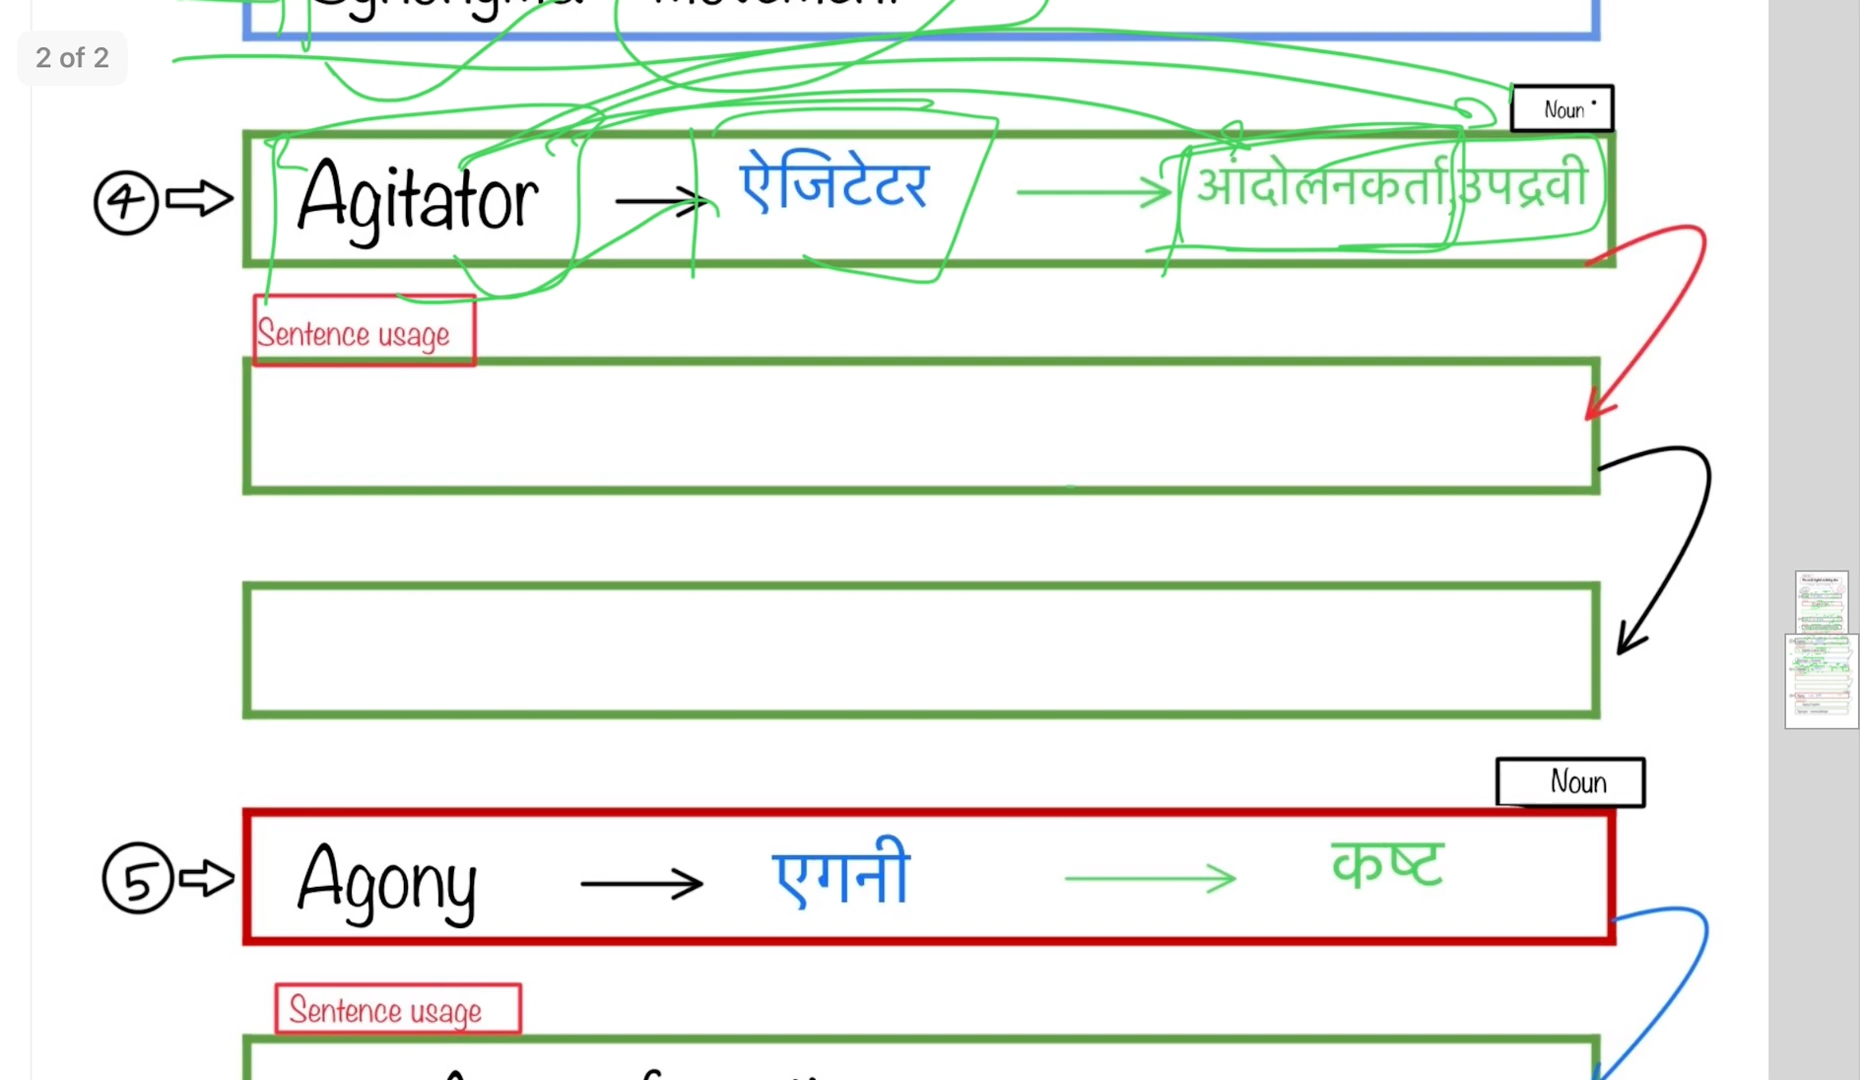 2 of 2
Noun
④ Agitator → ऐजिटेटर → आंदोलनकर्ता,उपद्रवी
Sentence usage
Noun
⑤ Agony → एगनी → कष्ट
Sentence usage